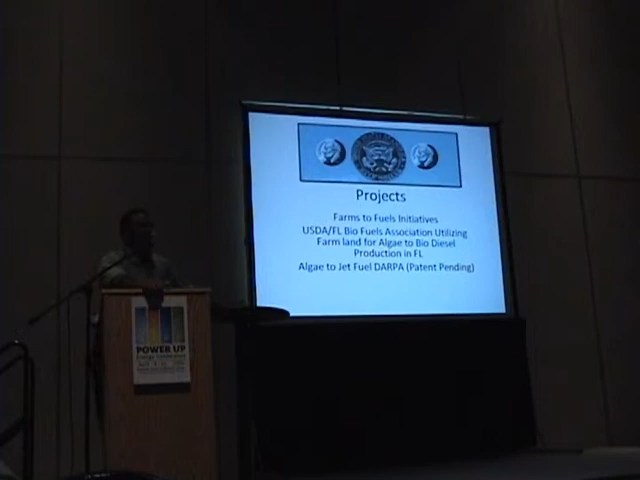 Projects
Farms to Fuels Initiatives
USDA/FL Bio Fuels Association Utilizing
Farm land for Algae to Bio Diesel
Production in FL
Algae to Jet Fuel DARPA (Patent Pending)
POWER UP